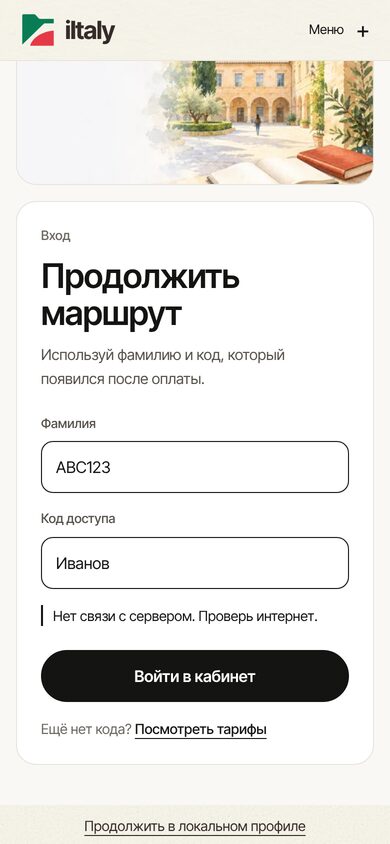 iItaly
Меню +
Вход
Продолжить
маршрут
Используй фамилию и код, который
появился после оплаты.
Фамилия
ABC123
Код доступа
Иванов
Нет связи с сервером. Проверь интернет.
Войти в кабинет
Ещё нет кода? Посмотреть тарифы
Продолжить в локальном профиле